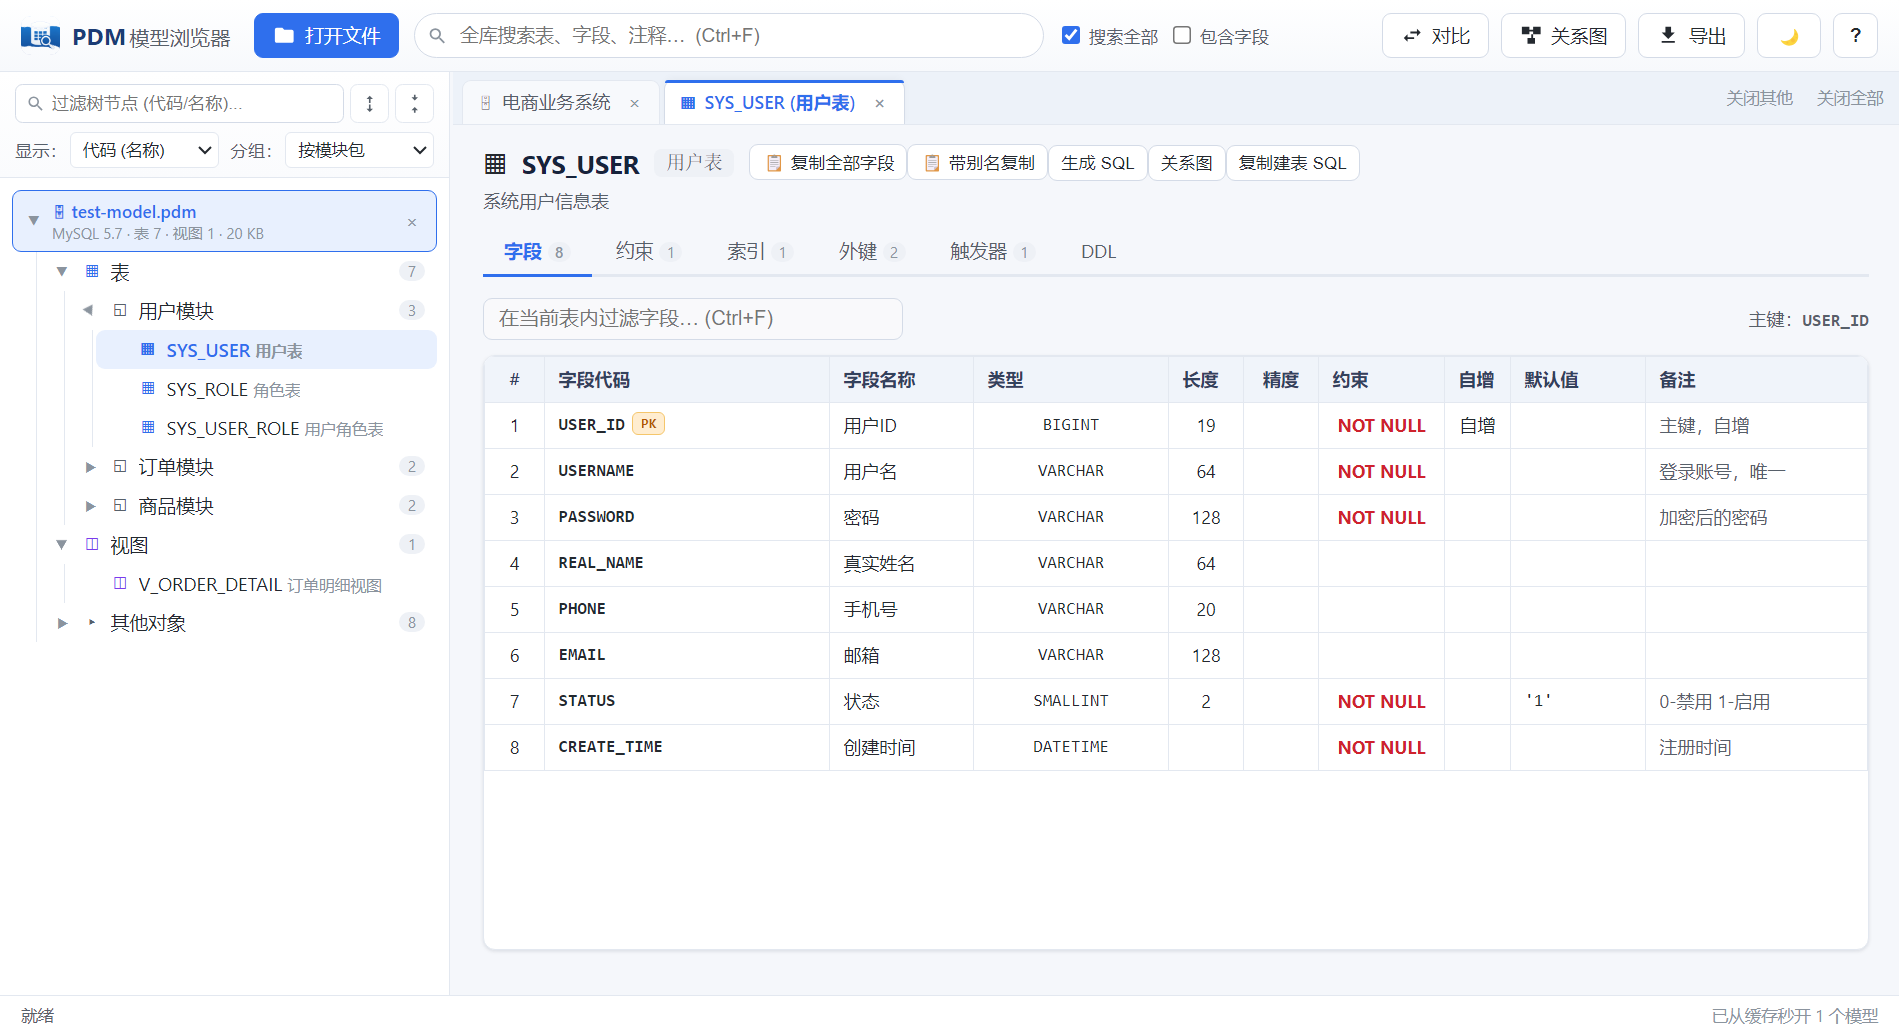 PDM 模型浏览器 打开文件 全库搜索表、字段、注释… (Ctrl+F) 搜索全部 包含字段 对比 关系图 导出 ?
过滤树节点 (代码/名称)...
显示： 代码 (名称) 分组： 按模块包
test-model.pdm ×
MySQL 5.7 · 表 7 · 视图 1 · 20 KB
表 7
用户模块 3
SYS_USER 用户表
SYS_ROLE 角色表
SYS_USER_ROLE 用户角色表
订单模块 2
商品模块 2
视图 1
V_ORDER_DETAIL 订单明细视图
其他对象 8
电商业务系统 × SYS_USER (用户表) × 关闭其他 关闭全部
SYS_USER 用户表 复制全部字段 带别名复制 生成 SQL 关系图 复制建表 SQL
系统用户信息表
字段 8 约束 1 索引 1 外键 2 触发器 1 DDL
在当前表内过滤字段… (Ctrl+F) 主键：USER_ID
# 字段代码 字段名称 类型 长度 精度 约束 自增 默认值 备注
1 USER_ID PK 用户ID BIGINT 19 NOT NULL 自增 主键，自增
2 USERNAME 用户名 VARCHAR 64 NOT NULL 登录账号，唯一
3 PASSWORD 密码 VARCHAR 128 NOT NULL 加密后的密码
4 REAL_NAME 真实姓名 VARCHAR 64
5 PHONE 手机号 VARCHAR 20
6 EMAIL 邮箱 VARCHAR 128
7 STATUS 状态 SMALLINT 2 NOT NULL '1' 0-禁用 1-启用
8 CREATE_TIME 创建时间 DATETIME NOT NULL 注册时间
就绪 已从缓存秒开 1 个模型